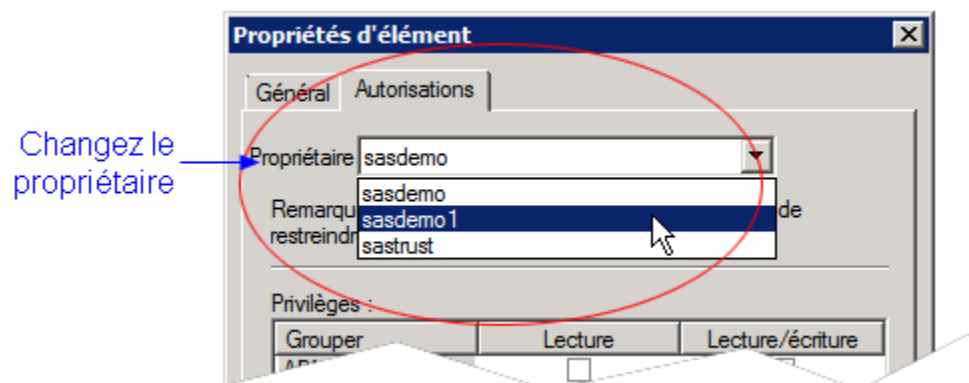 Propriétés d'élément
Général Autorisations
Changez le
propriétaire
Propriétaire sasdemo
sasdemo
Remarqu sasdemo1 de
restreindr sastrust
Privilèges :
Grouper Lecture Lecture/écriture